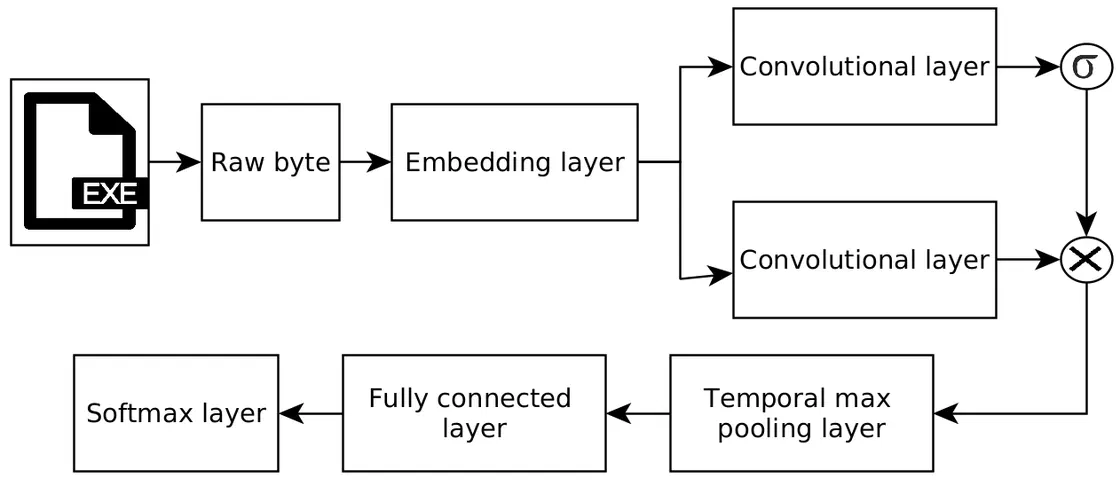 EXE
Raw byte
Embedding layer
Convolutional layer
σ
Convolutional layer
×
Temporal max
pooling layer
Fully connected
layer
Softmax layer